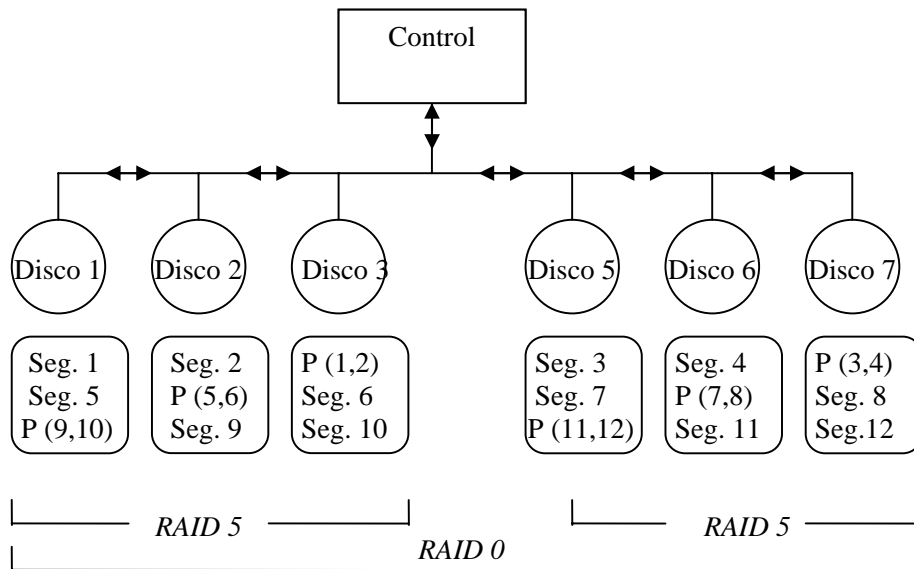 Control
Disco 1 Disco 2 Disco 3 Disco 5 Disco 6 Disco 7
Seg. 1 Seg. 2 P (1,2) Seg. 3 Seg. 4 P (3,4)
Seg. 5 P (5,6) Seg. 6 Seg. 7 P (7,8) Seg. 8
P (9,10) Seg. 9 Seg. 10 P (11,12) Seg. 11 Seg.12
RAID 5 RAID 5
RAID 0